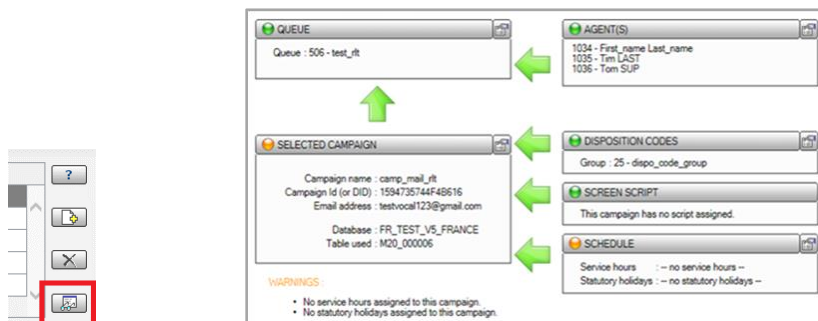 ?
QUEUE
Queue : 506 - test_rlt
AGENT(S)
1034 - First_name Last_name
1035 - Tim LAST
1036 - Tom SUP
SELECTED CAMPAIGN
Campaign name : camp_mail_rlt
Campaign Id (or DID) : 1594735744F4B616
Email address : testvocal123@gmail.com
Database : FR_TEST_V5_FRANCE
Table used : M20_000006
DISPOSITION CODES
Group : 25 - dispo_code_group
SCREEN SCRIPT
This campaign has no script assigned.
SCHEDULE
Service hours : -- no service hours --
Statutory holidays : -- no statutory holidays --
WARNINGS :
• No service hours assigned to this campaign.
• No statutory holidays assigned to this campaign.